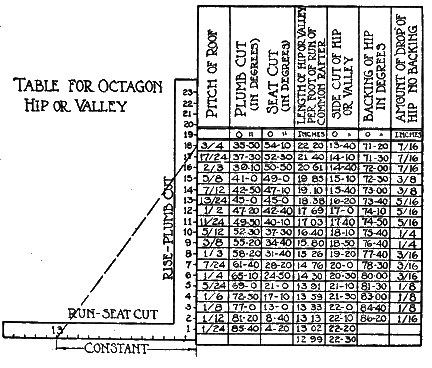 TABLE FOR OCTAGON
HIP OR VALLEY
PITCH OF ROOF
PLUMB CUT (IN DEGREES)
SEAT CUT (IN DEGREES)
LENGTH OF HIP OR VALLEY PER FOOT OF RUN OF COMMON RAFTER
SIDE CUT OF HIP OR VALLEY
BACKING OF HIP IN DEGREES
AMOUNT OF DROP OF HIP NO BACKING
23
22
21
20
19 O " O " INCHES O " O " INCHES
18 3/4 35-50 54-10 22 20 13-40 71-20 7/16
17 17/24 37-30 52-30 21 40 14-10 71-30 7/16
16 2/3 39-10 50-50 20 61 14-40 72-00 7/16
15 5/8 41-0 49-0 19 85 15-10 72-30 3/8
14 7/12 42-50 47-10 19 10 15-40 73-00 3/8
13 13/24 45-0 45-0 18 38 16-20 73-40 5/16
12 1/2 47-20 42-40 17 69 17-0 74-10 5/16
11 11/24 49-50 40-10 17 03 17-40 74-50 5/16
10 5/12 52-30 37-30 16 40 18-10 75-40 1/4
9 3/8 55-20 34-40 15 80 18-50 76-40 1/4
8 1/3 58-20 31-40 15 26 19-20 77-40 3/16
7 7/24 61-40 28-20 14 76 20-0 78-30 3/16
6 1/4 65-10 24-50 14 30 20-30 80-00 3/16
5 5/24 69-0 21-0 13 91 21-10 81-30 1/8
4 1/6 72-50 17-10 13 59 21-30 83-00 1/8
3 1/8 77-0 13-0 13 33 22-0 84-40 1/8
2 1/12 81-20 8-40 13 13 22-10 86-20 1/16
1 1/24 85-40 4-20 13 02 22-20
12 99 22-30
RISE-PLUMB CUT
RUN-SEAT CUT
13
CONSTANT